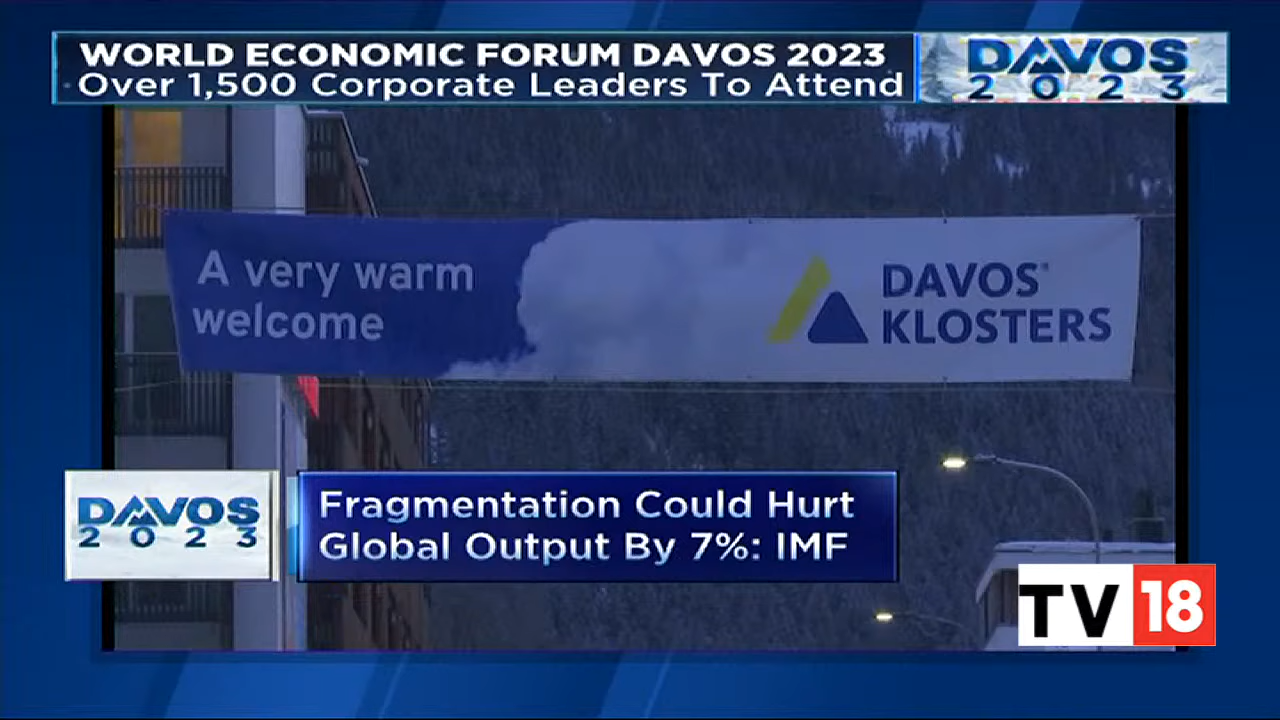 WORLD ECONOMIC FORUM DAVOS 2023
Over 1,500 Corporate Leaders To Attend
DAVOS
2023
A very warm
welcome
DAVOS
KLOSTERS
DAVOS
2023
Fragmentation Could Hurt
Global Output By 7%: IMF
TV18